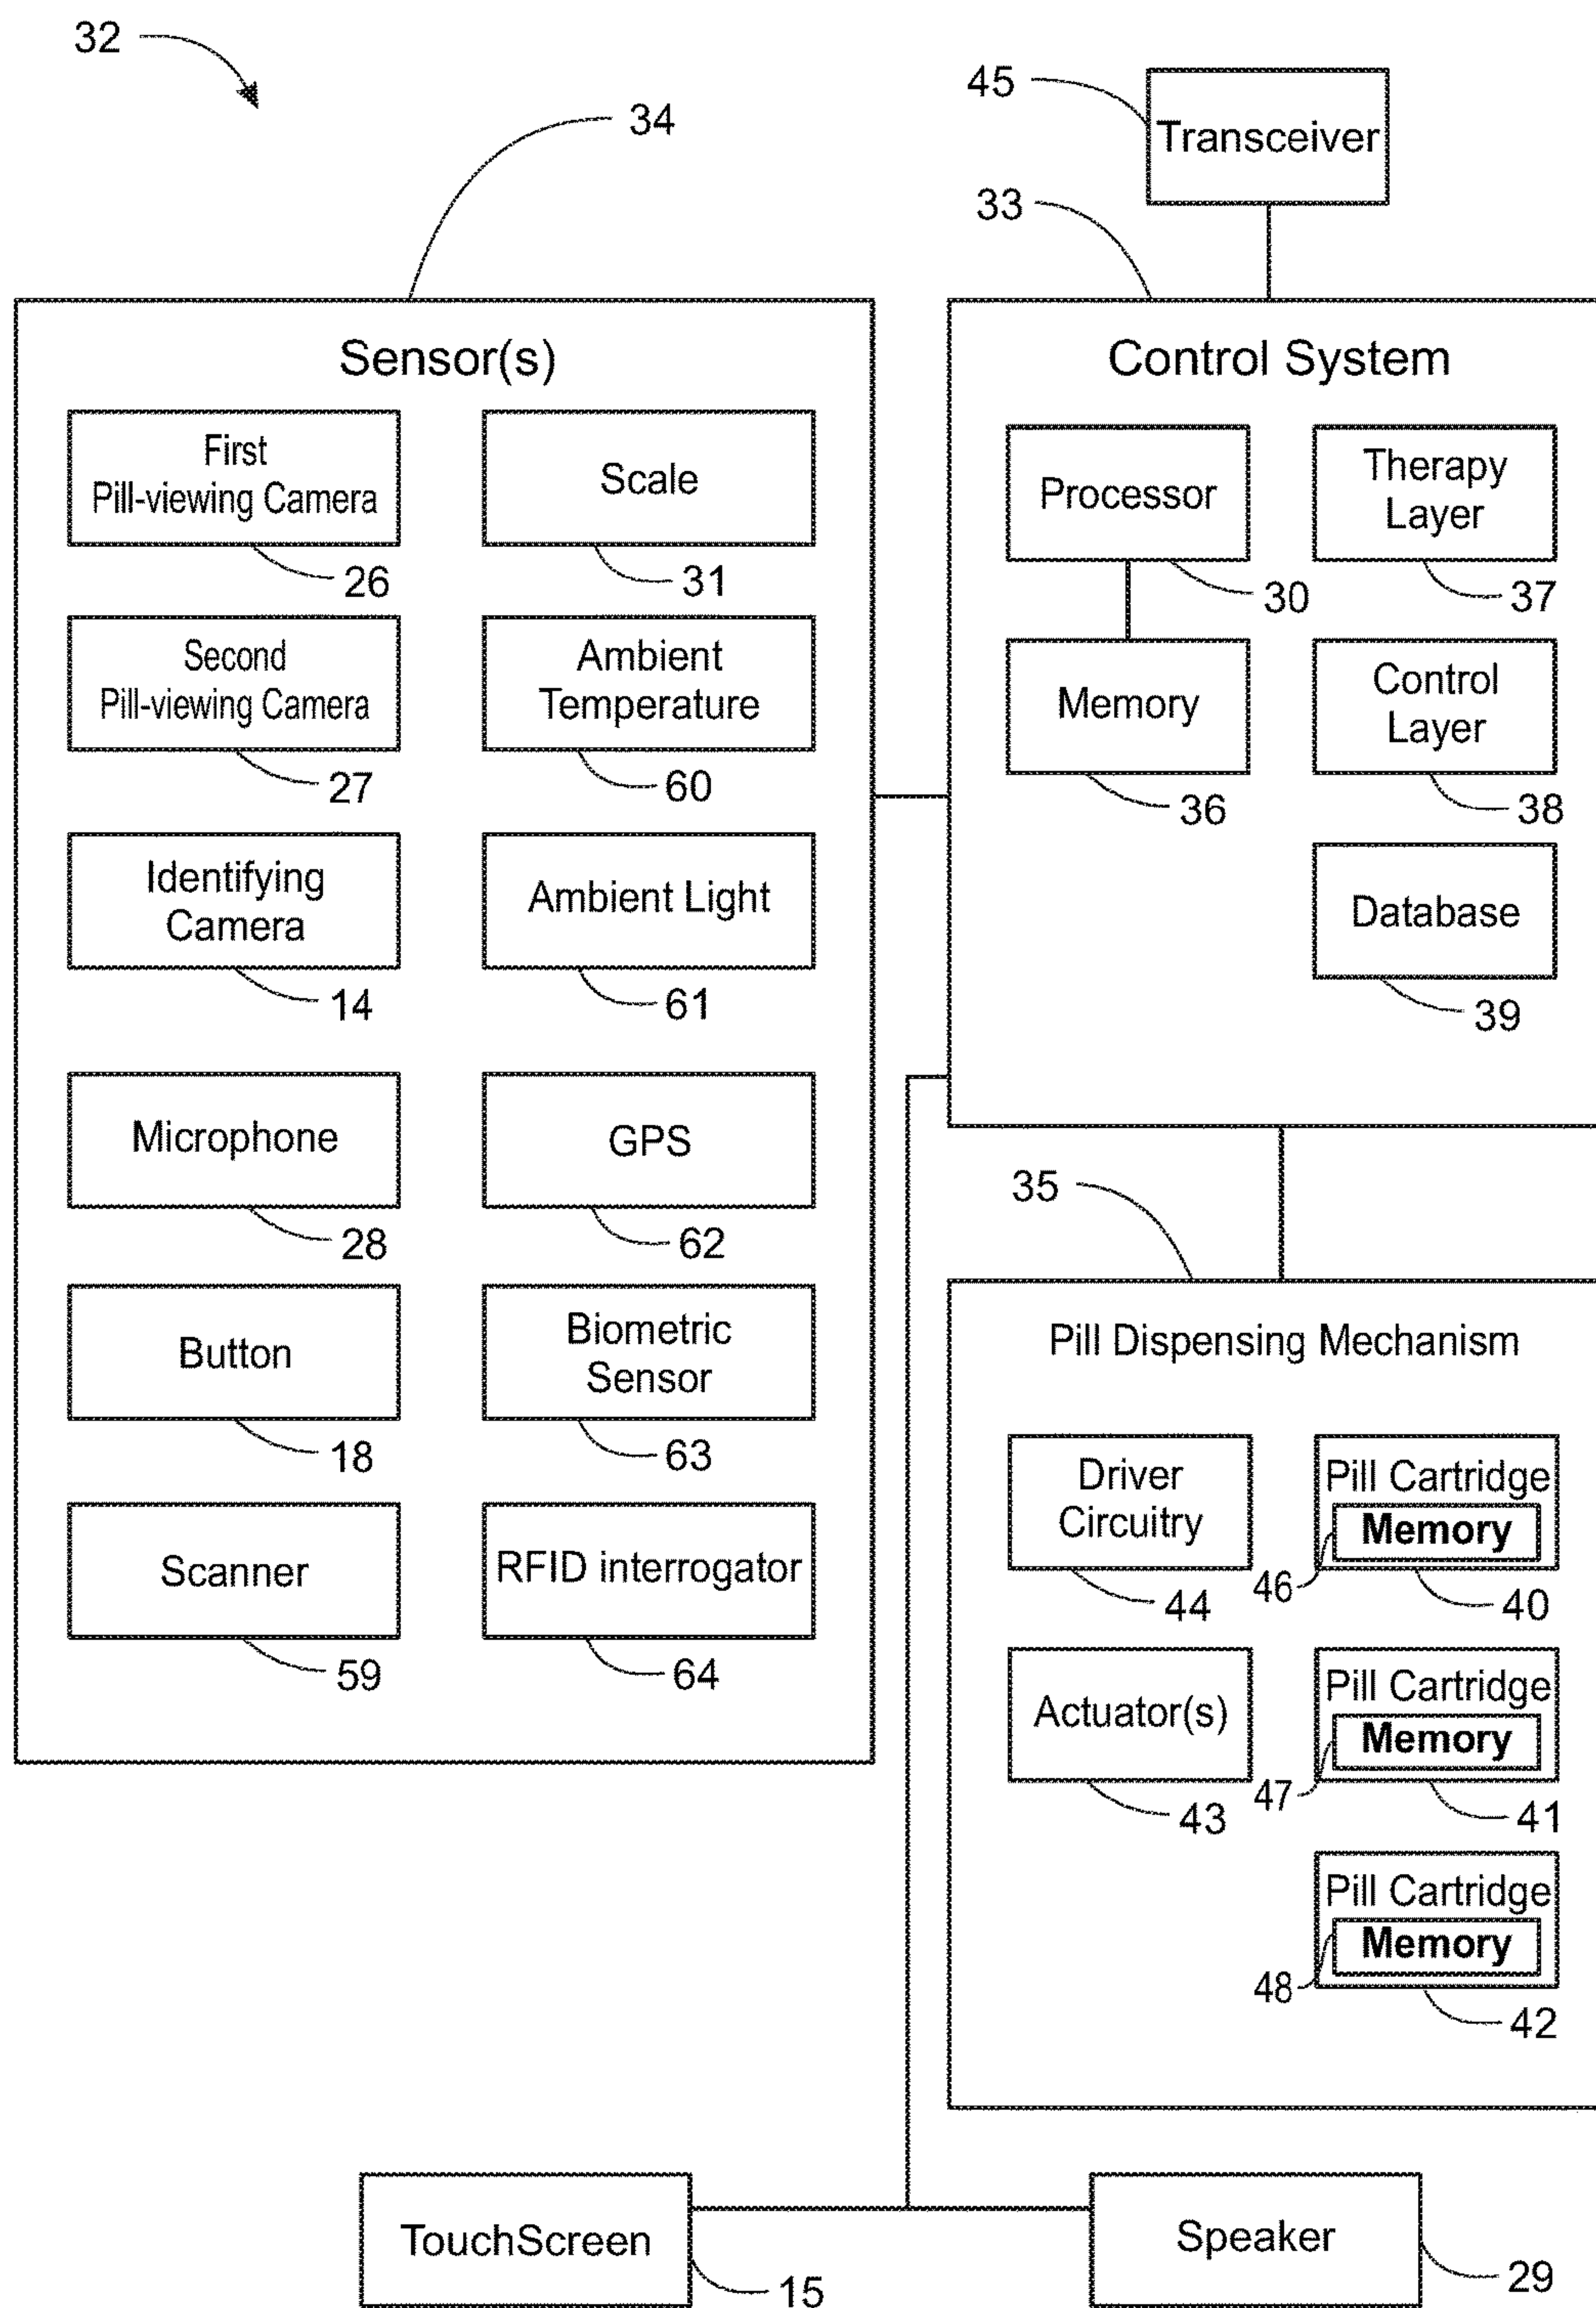 32
34
45
Transceiver
33
Sensor(s)
First
Pill-viewing Camera
26
Scale
31
Second
Pill-viewing Camera
27
Ambient
Temperature
60
Identifying
Camera
14
Ambient Light
61
Microphone
28
GPS
62
Button
18
Biometric
Sensor
63
Scanner
59
RFID interrogator
64
Control System
Processor
30
Therapy
Layer
37
Memory
36
Control
Layer
38
Database
39
35
Pill Dispensing Mechanism
Driver
Circuitry
44
Pill Cartridge
Memory
46
40
Actuator(s)
43
Pill Cartridge
Memory
47
41
Pill Cartridge
Memory
48
42
TouchScreen
15
Speaker
29